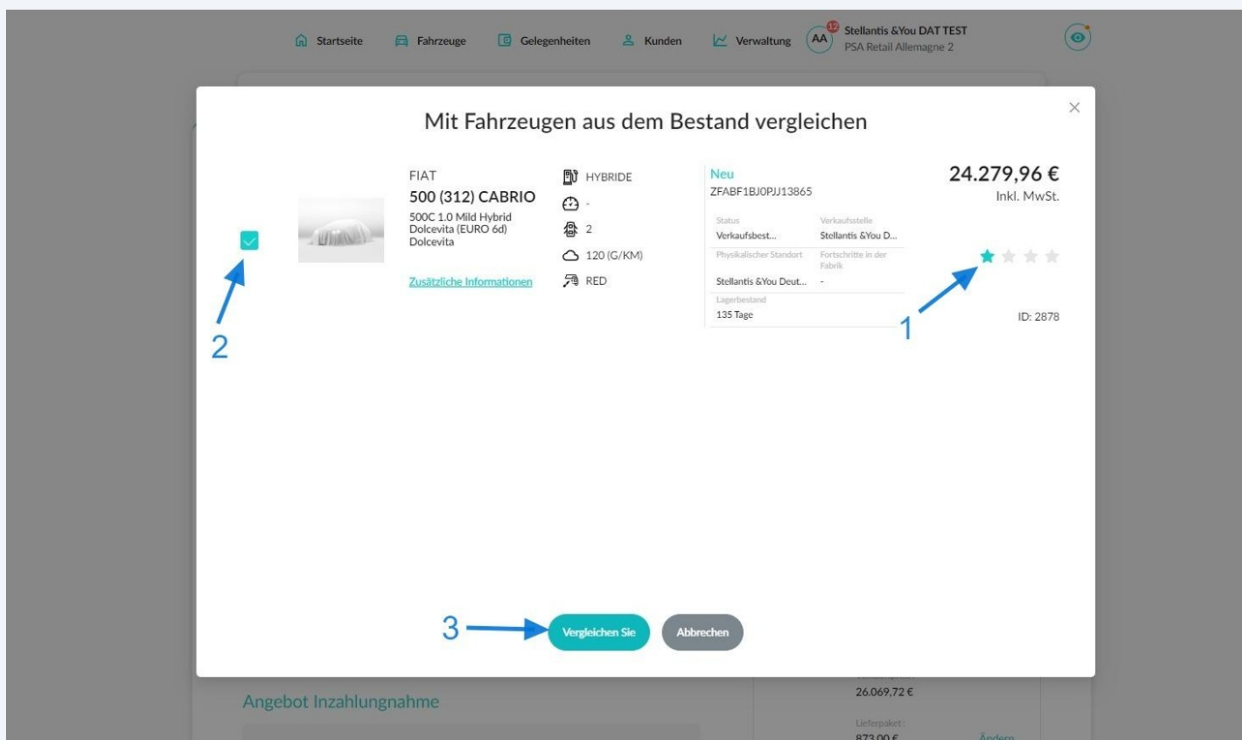 Startseite
Fahrzeuge
Gelegenheiten
Kunden
Verwaltung
AA
12
Stellantis &You DAT TEST
PSA Retail Allemagne 2
Mit Fahrzeugen aus dem Bestand vergleichen
FIAT
500 (312) CABRIO
500C 1.0 Mild Hybrid
Dolcevita (EURO 6d)
Dolcevita
Zusätzliche Informationen
HYBRIDE
-
2
120 (G/KM)
RED
Neu
ZFABF1BJ0PJJ13865
Status
Verkaufsbest...
Verkaufsstelle
Stellantis &You D...
Physikalischer Standort
Stellantis &You Deut...
Fortschritte in der
Fabrik
-
Lagerbestand
135 Tage
24.279,96 €
Inkl. MwSt.
ID: 2878
2
1
3
Vergleichen Sie
Abbrechen
Angebot Inzahlungnahme
26.069,72 €
Lieferpaket :
873,00 €
Ändern